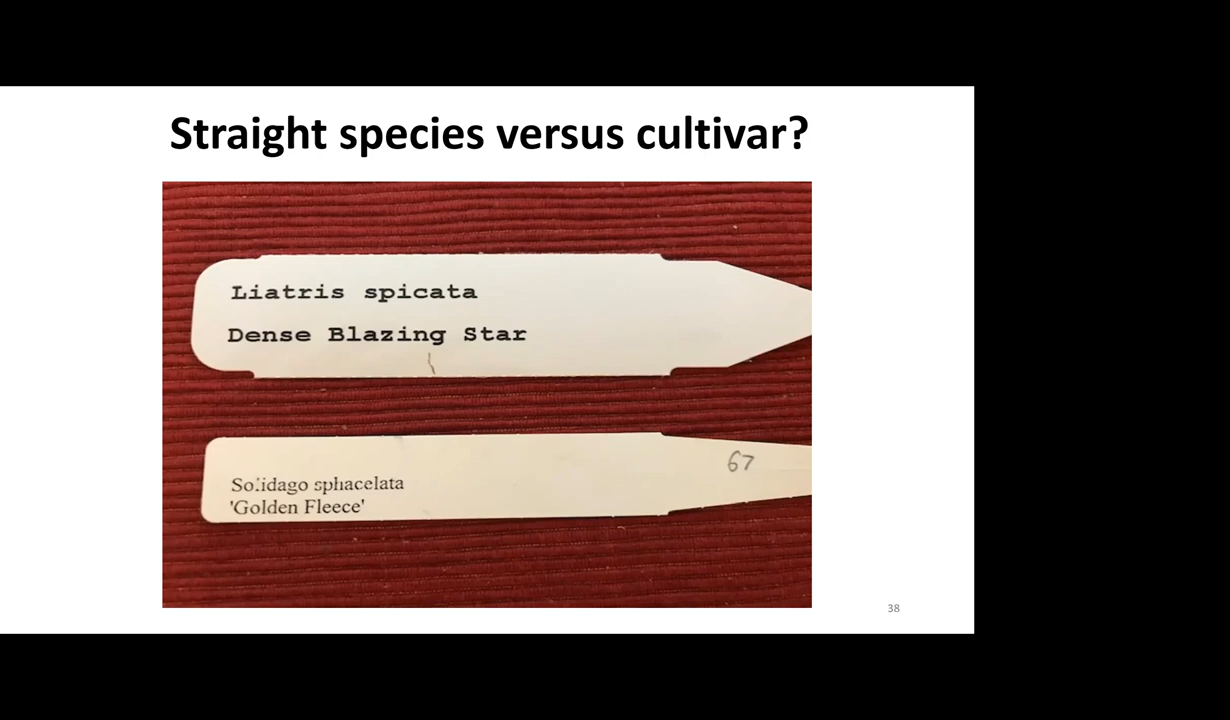 Straight species versus cultivar?
Liatris spicata
Dense Blazing Star
67
Solidago sphacelata
'Golden Fleece'
38